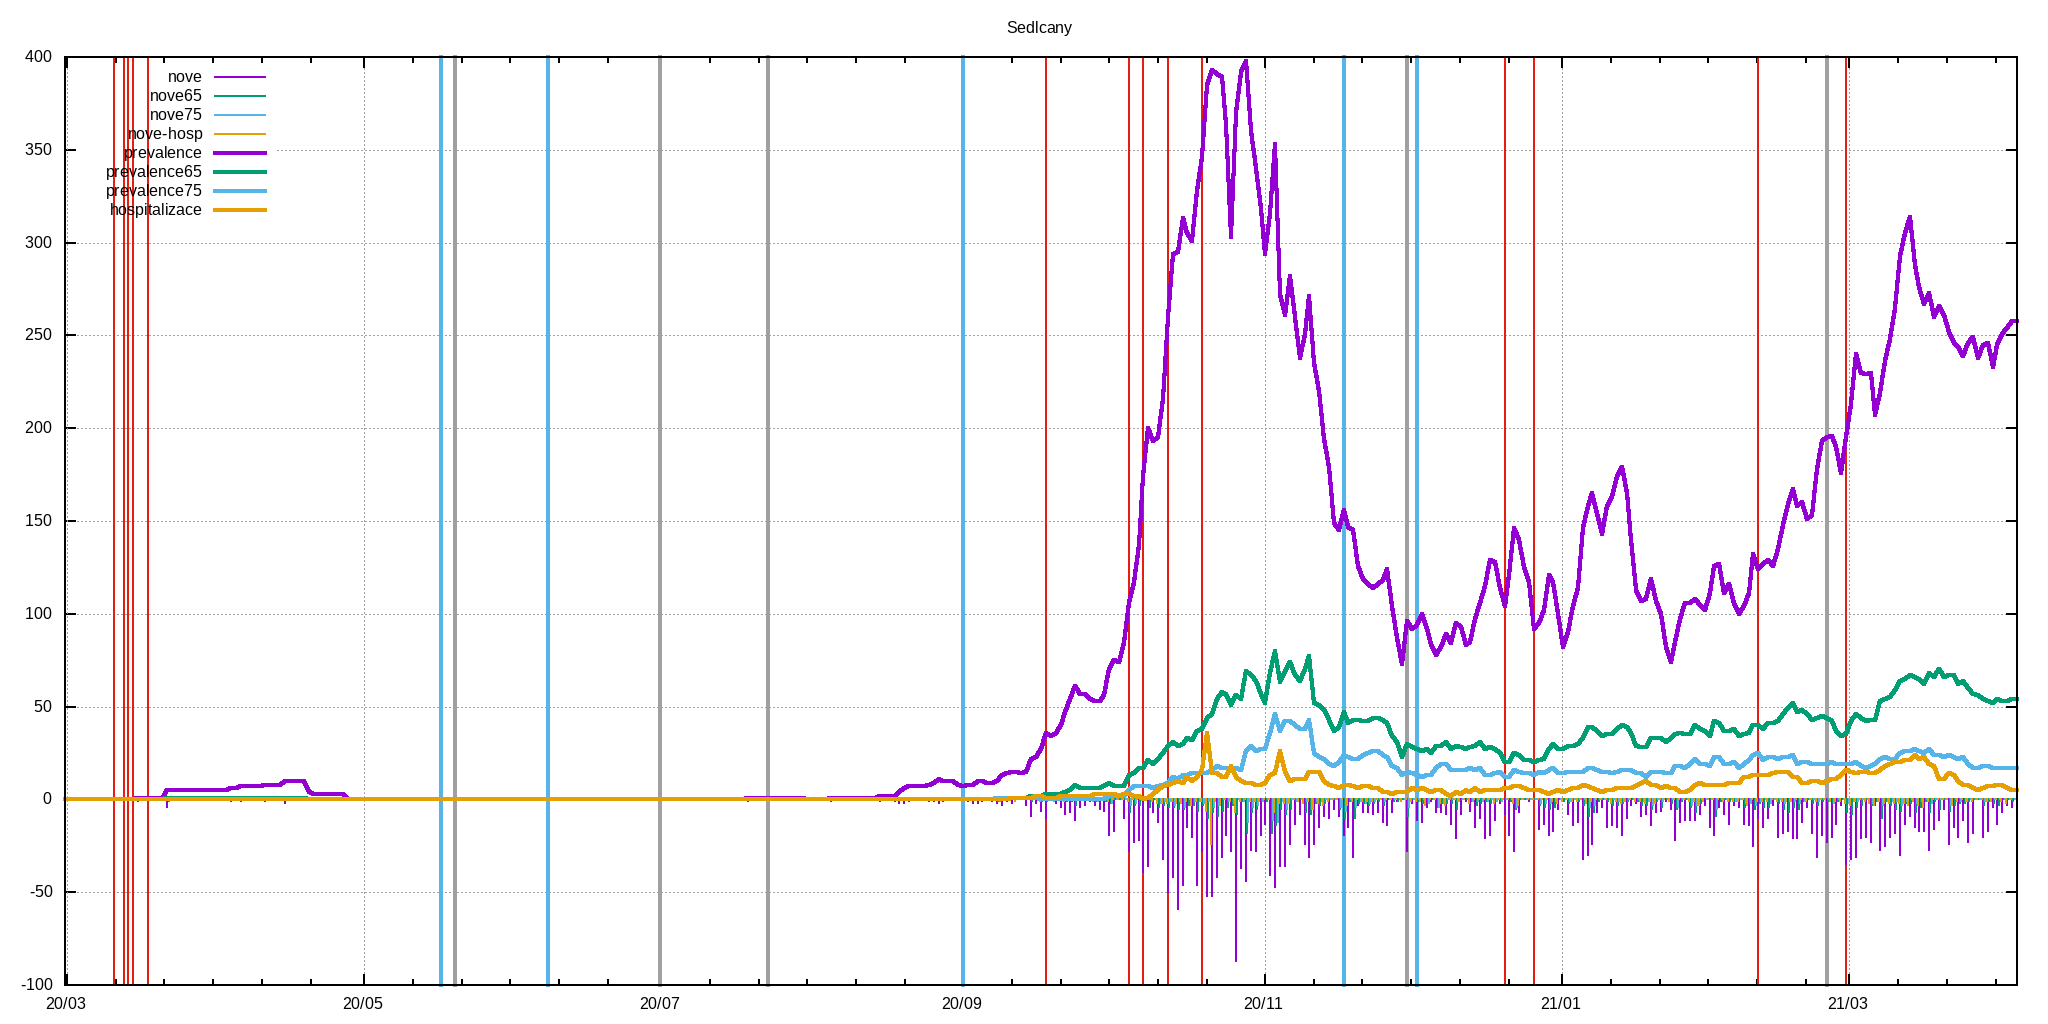 Sedlcany
400
350
300
250
200
150
100
50
0
-50
-100
nove
nove65
nove75
nove-hosp
prevalence
prevalence65
prevalence75
hospitalizace
20/03 20/05 20/07 20/09 20/11 21/01 21/03